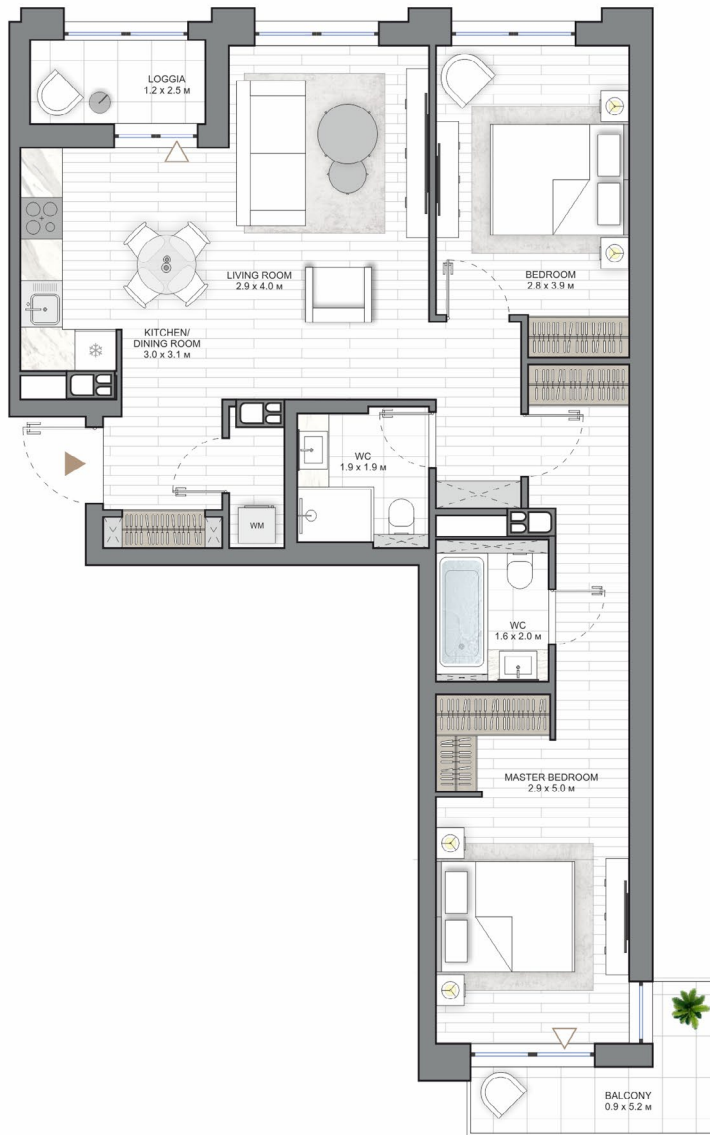 LOGGIA
1.2 x 2.5 м
LIVING ROOM
2.9 x 4.0 м
BEDROOM
2.8 x 3.9 м
KITCHEN/
DINING ROOM
3.0 x 3.1 м
WC
1.9 x 1.9 м
WM
WC
1.6 x 2.0 м
MASTER BEDROOM
2.9 x 5.0 м
BALCONY
0.9 x 5.2 м